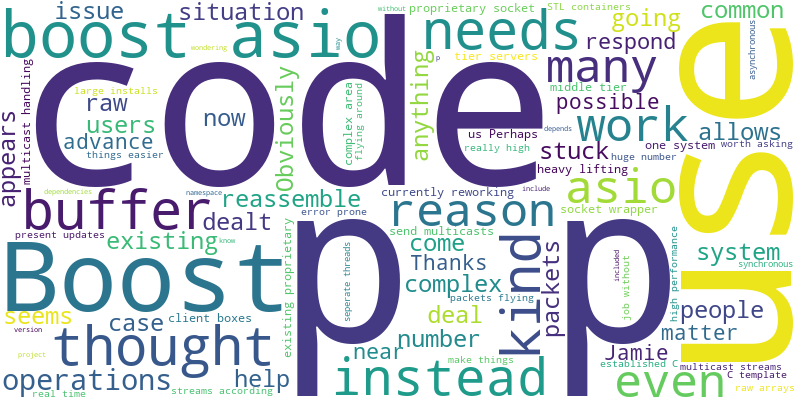 issue
situation
proprietary socket
STL containers
common
boost asio
wondering
without
way
needs
going
code
use
large installs
raw
now
complex area
flying around
anything
many
respond
asynchronous
multicast handling
users
advance
things easier
p
tier servers
middle tier
really high
possible
work
allows
appears
Obviously
us Perhaps
stuck
depends
huge number
one system
worth asking
dependencies
currently reworking
namespace
include
heavy lifting
buffer
reassemble
reason
asio
dealt
error prone
socket wrapper
present updates
existing
send multicasts
know
Boost
p
p
come
Thanks
complex
kind
packets
system
synchronous
existing proprietary
seperate threads
included
job without
high performance
seems
case
client boxes
packets flying
deal
people
version
thought
near
number
matter
Jamie
project
operations
help
make things
established C
multicast streams
C template
real time
streams according
instead
even
raw arrays